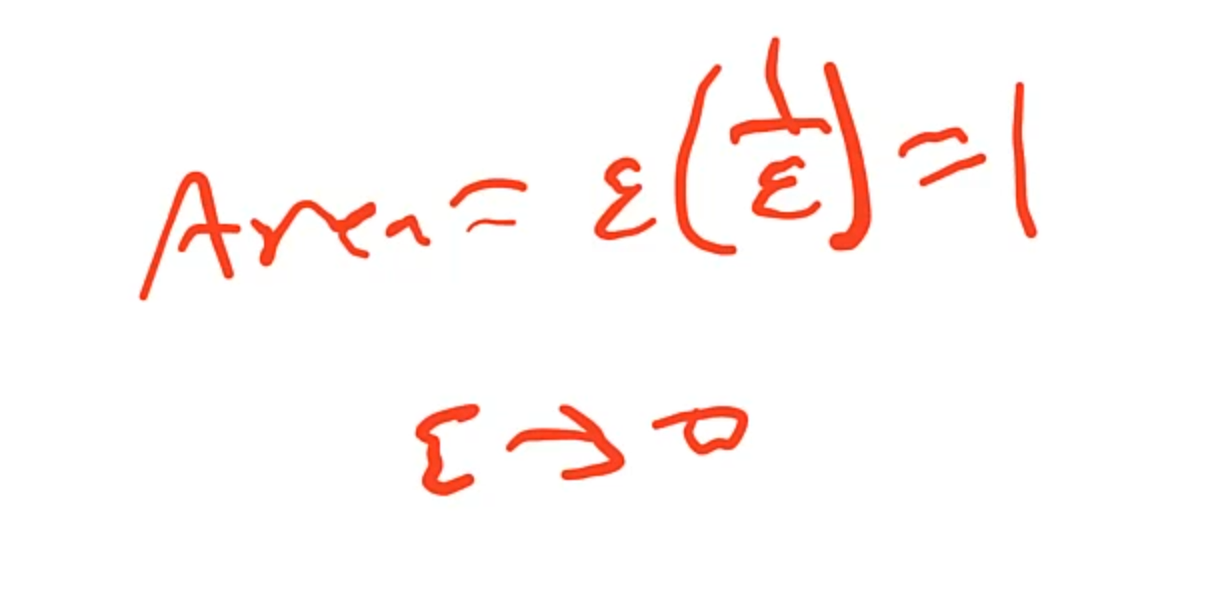 Area = ε(1/ε) = 1
ε → 0